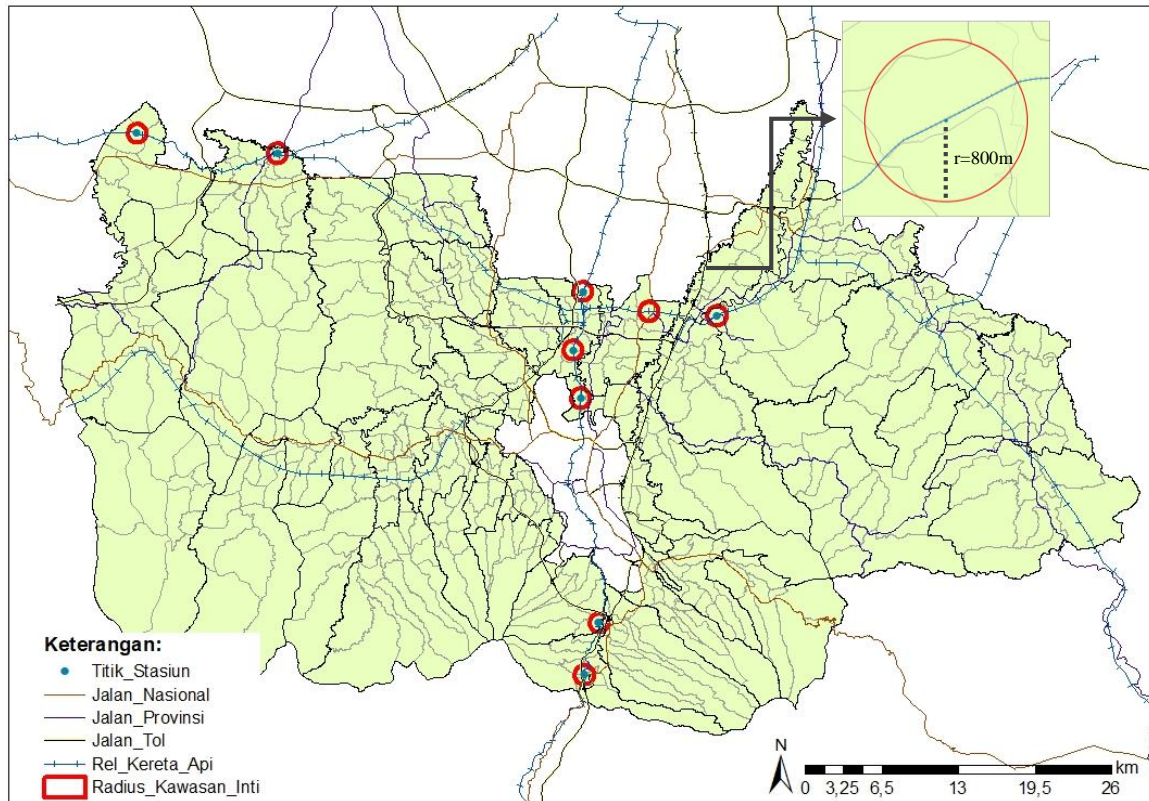 r=800m
Keterangan:
Titik_Stasiun
Jalan_Nasional
Jalan_Provinsi
Jalan_Tol
Rel_Kereta_Api
Radius_Kawasan_Inti
N
km
0 3,25 6,5 13 19,5 26